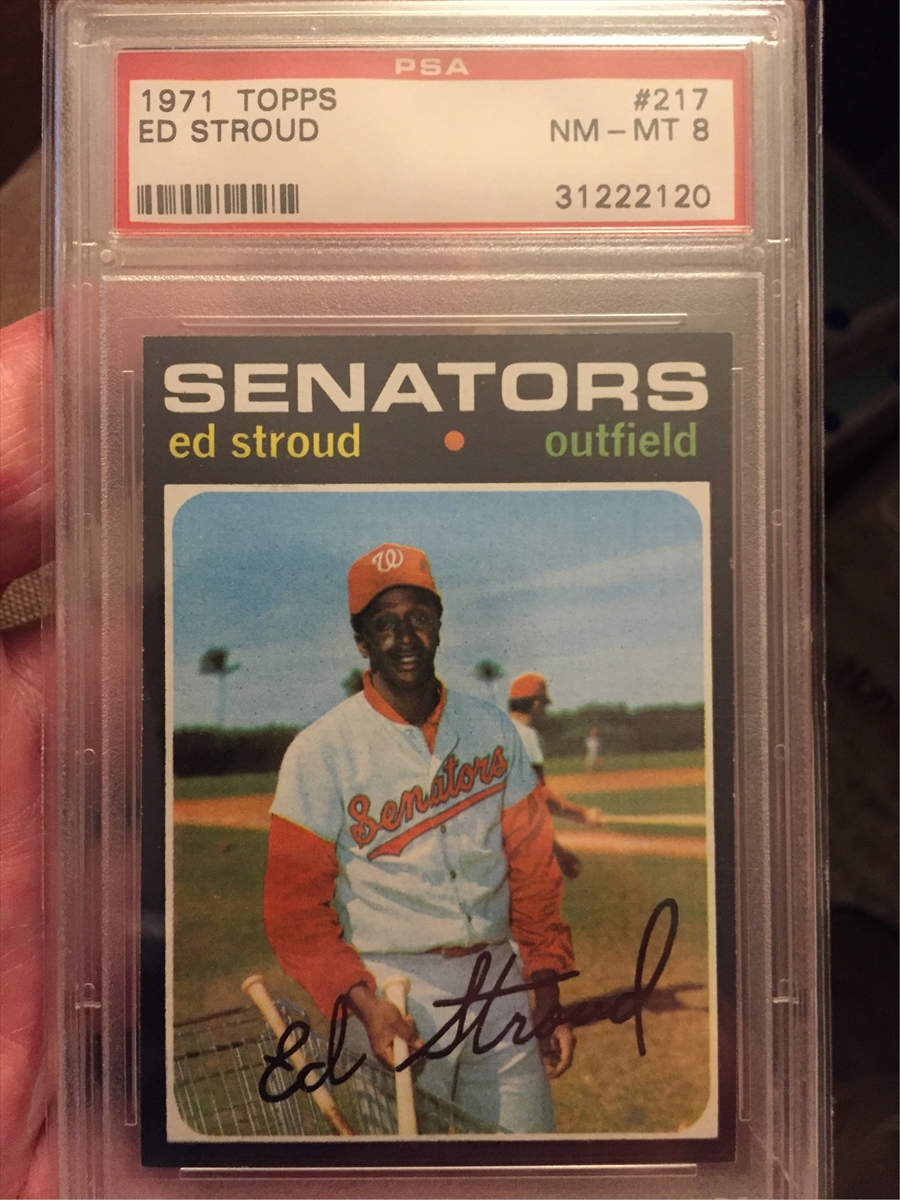 PSA
1971 TOPPS #217
ED STROUD NM-MT 8
31222120
SENATORS
ed stroud • outfield
W
Senators
Ed Stroud